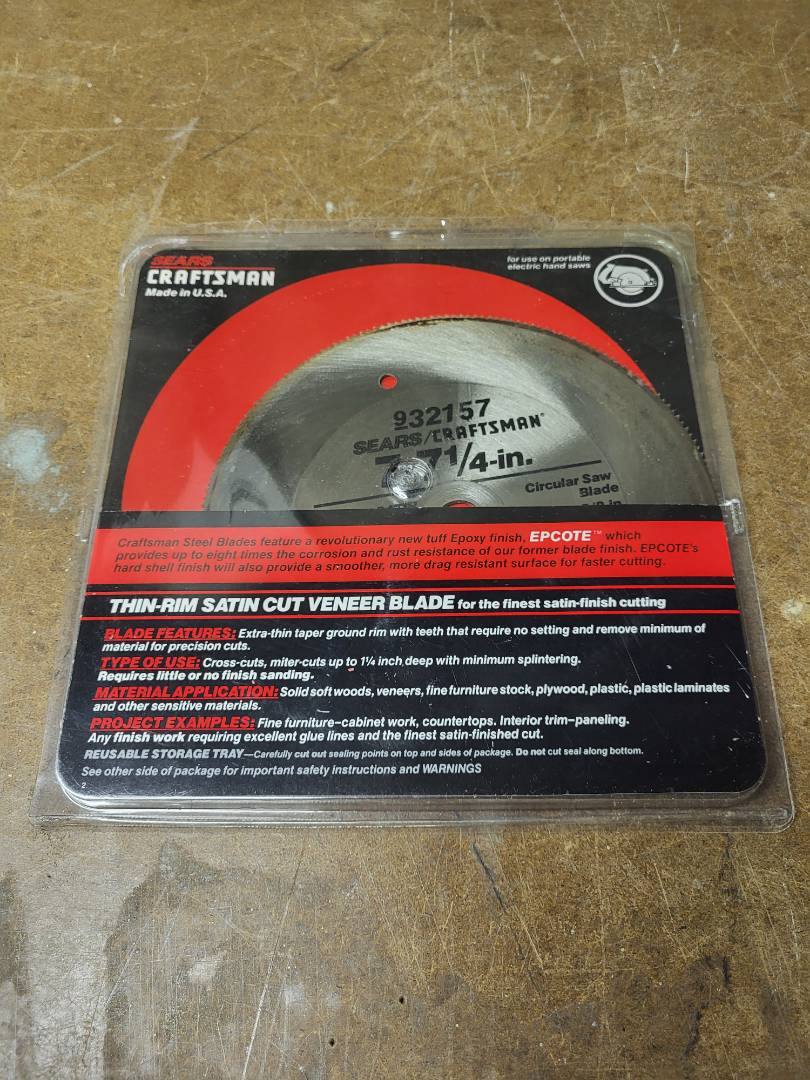 SEARS
CRAFTSMAN
Made in U.S.A.
for use on portable
electric hand saws
932157
SEARS/CRAFTSMAN®
7-7 1/4-in.
Circular Saw
Blade
Craftsman Steel Blades feature a revolutionary new tuff Epoxy finish, EPCOTE™ which
provides up to eight times the corrosion and rust resistance of our former blade finish. EPCOTE's
hard shell finish will also provide a smoother, more drag resistant surface for faster cutting.
THIN-RIM SATIN CUT VENEER BLADE for the finest satin-finish cutting
BLADE FEATURES: Extra-thin taper ground rim with teeth that require no setting and remove minimum of
material for precision cuts.
TYPE OF USE: Cross-cuts, miter-cuts up to 1¼ inch deep with minimum splintering.
Requires little or no finish sanding.
MATERIAL APPLICATION: Solid soft woods, veneers, fine furniture stock, plywood, plastic, plastic laminates
and other sensitive materials.
PROJECT EXAMPLES: Fine furniture–cabinet work, countertops. Interior trim–paneling.
Any finish work requiring excellent glue lines and the finest satin-finished cut.
REUSABLE STORAGE TRAY—Carefully cut out sealing points on top and sides of package. Do not cut seal along bottom.
See other side of package for important safety instructions and WARNINGS
2